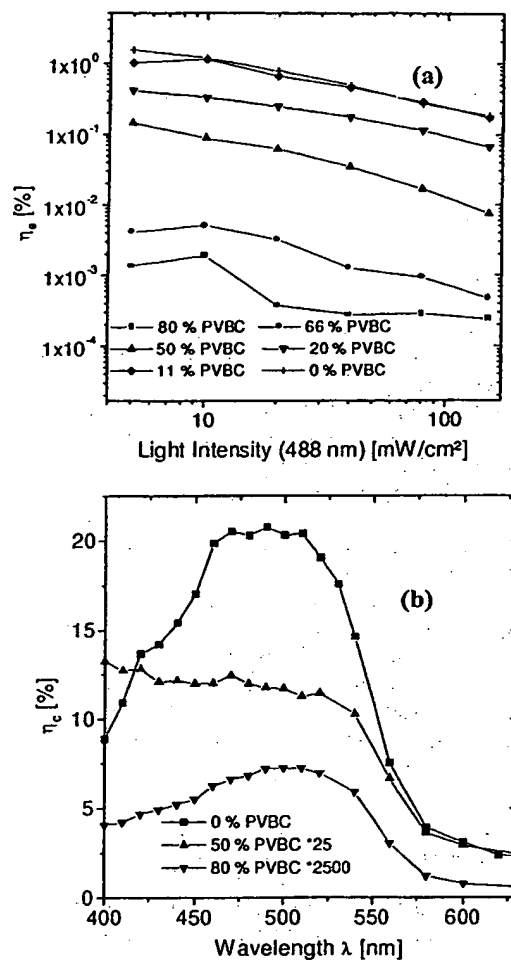 (a)
1x10⁰
1x10⁻¹
1x10⁻²
1x10⁻³
1x10⁻⁴
ηₑ [%]
80 % PVBC 66 % PVBC
50 % PVBC 20 % PVBC
11 % PVBC 0 % PVBC
10 100
Light Intensity (488 nm) [mW/cm²]
(b)
20
15
10
5
0
η_c [%]
0 % PVBC
50 % PVBC *25
80 % PVBC *2500
400 450 500 550 600
Wavelength λ [nm]